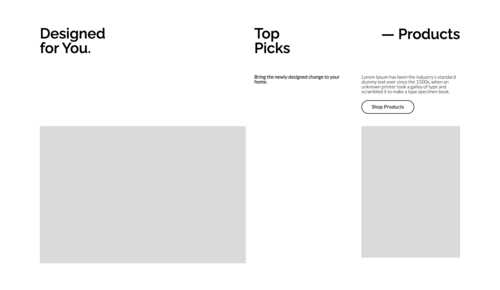 Designed
for You.
Top
Picks
— Products
Bring the newly designed change to your
home.
Lorem Ipsum has been the industry's standard
dummy text ever since the 1500s, when an
unknown printer took a galley of type and
scrambled it to make a type specimen book.
Shop Products